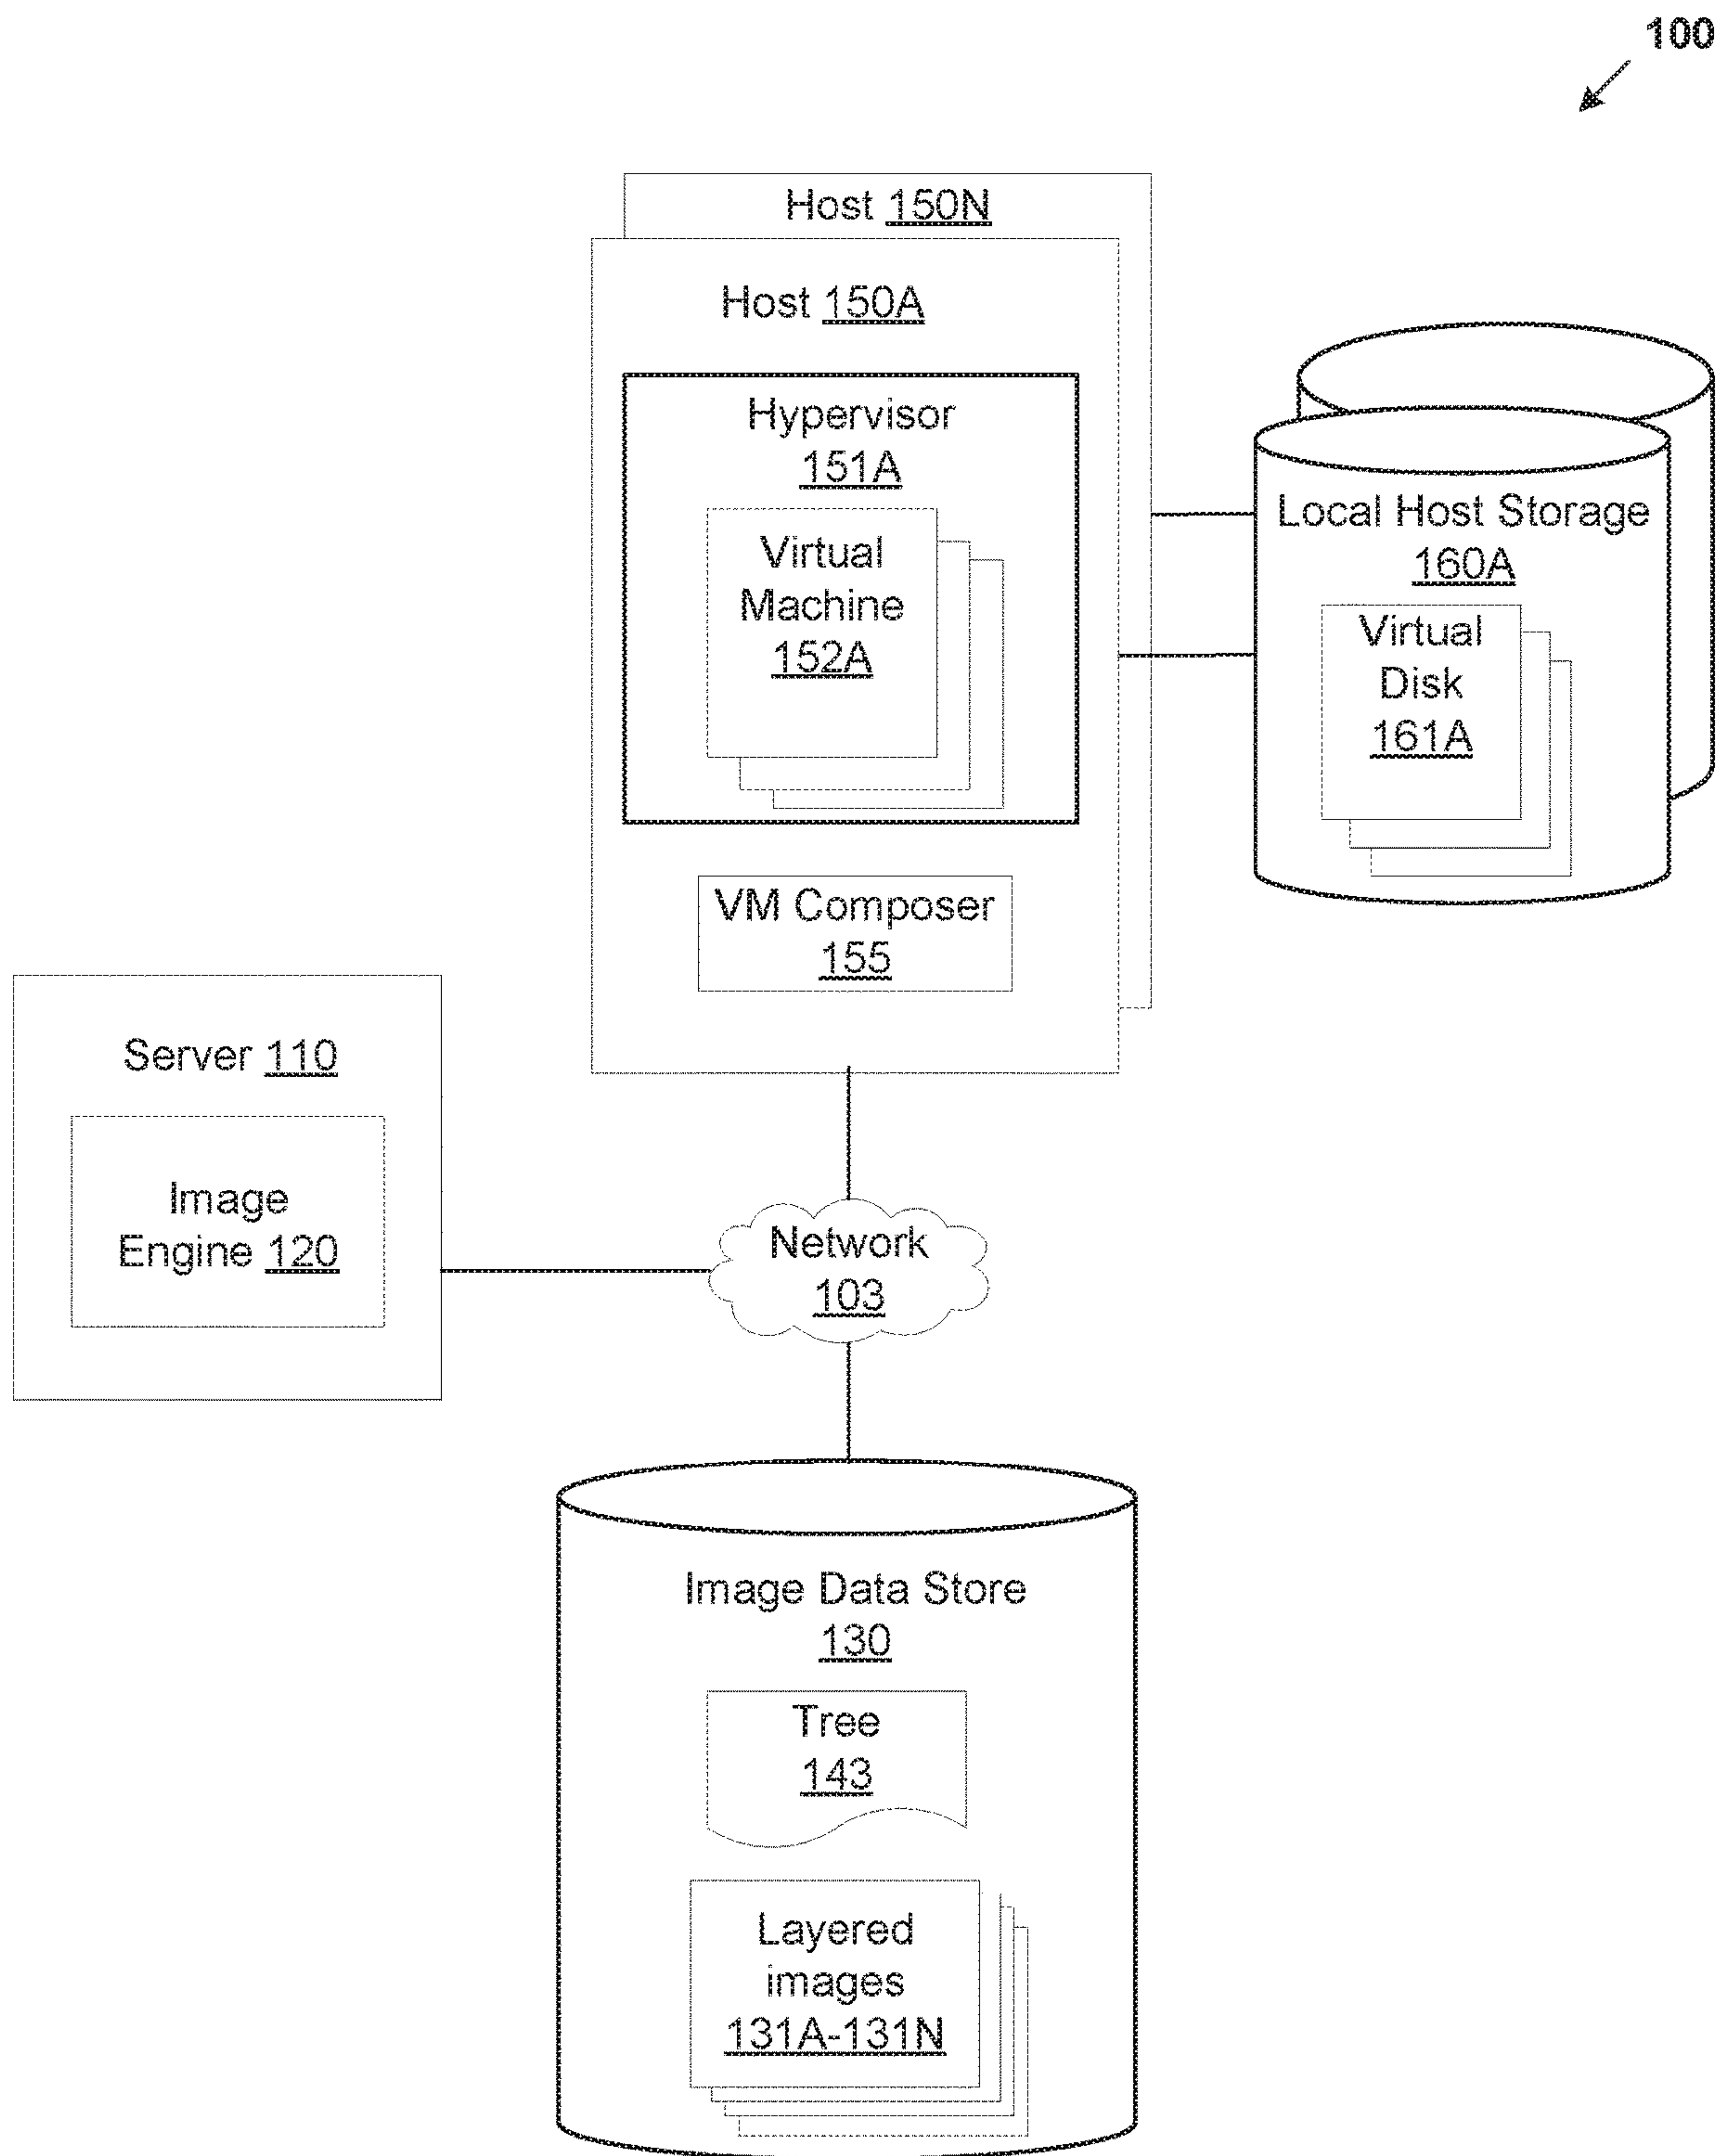 100
Host 150N
Host 150A
Hypervisor
151A
Virtual
Machine
152A
VM Composer
155
Local Host Storage
160A
Virtual
Disk
161A
Server 110
Image
Engine 120
Network
103
Image Data Store
130
Tree
143
Layered
images
131A-131N